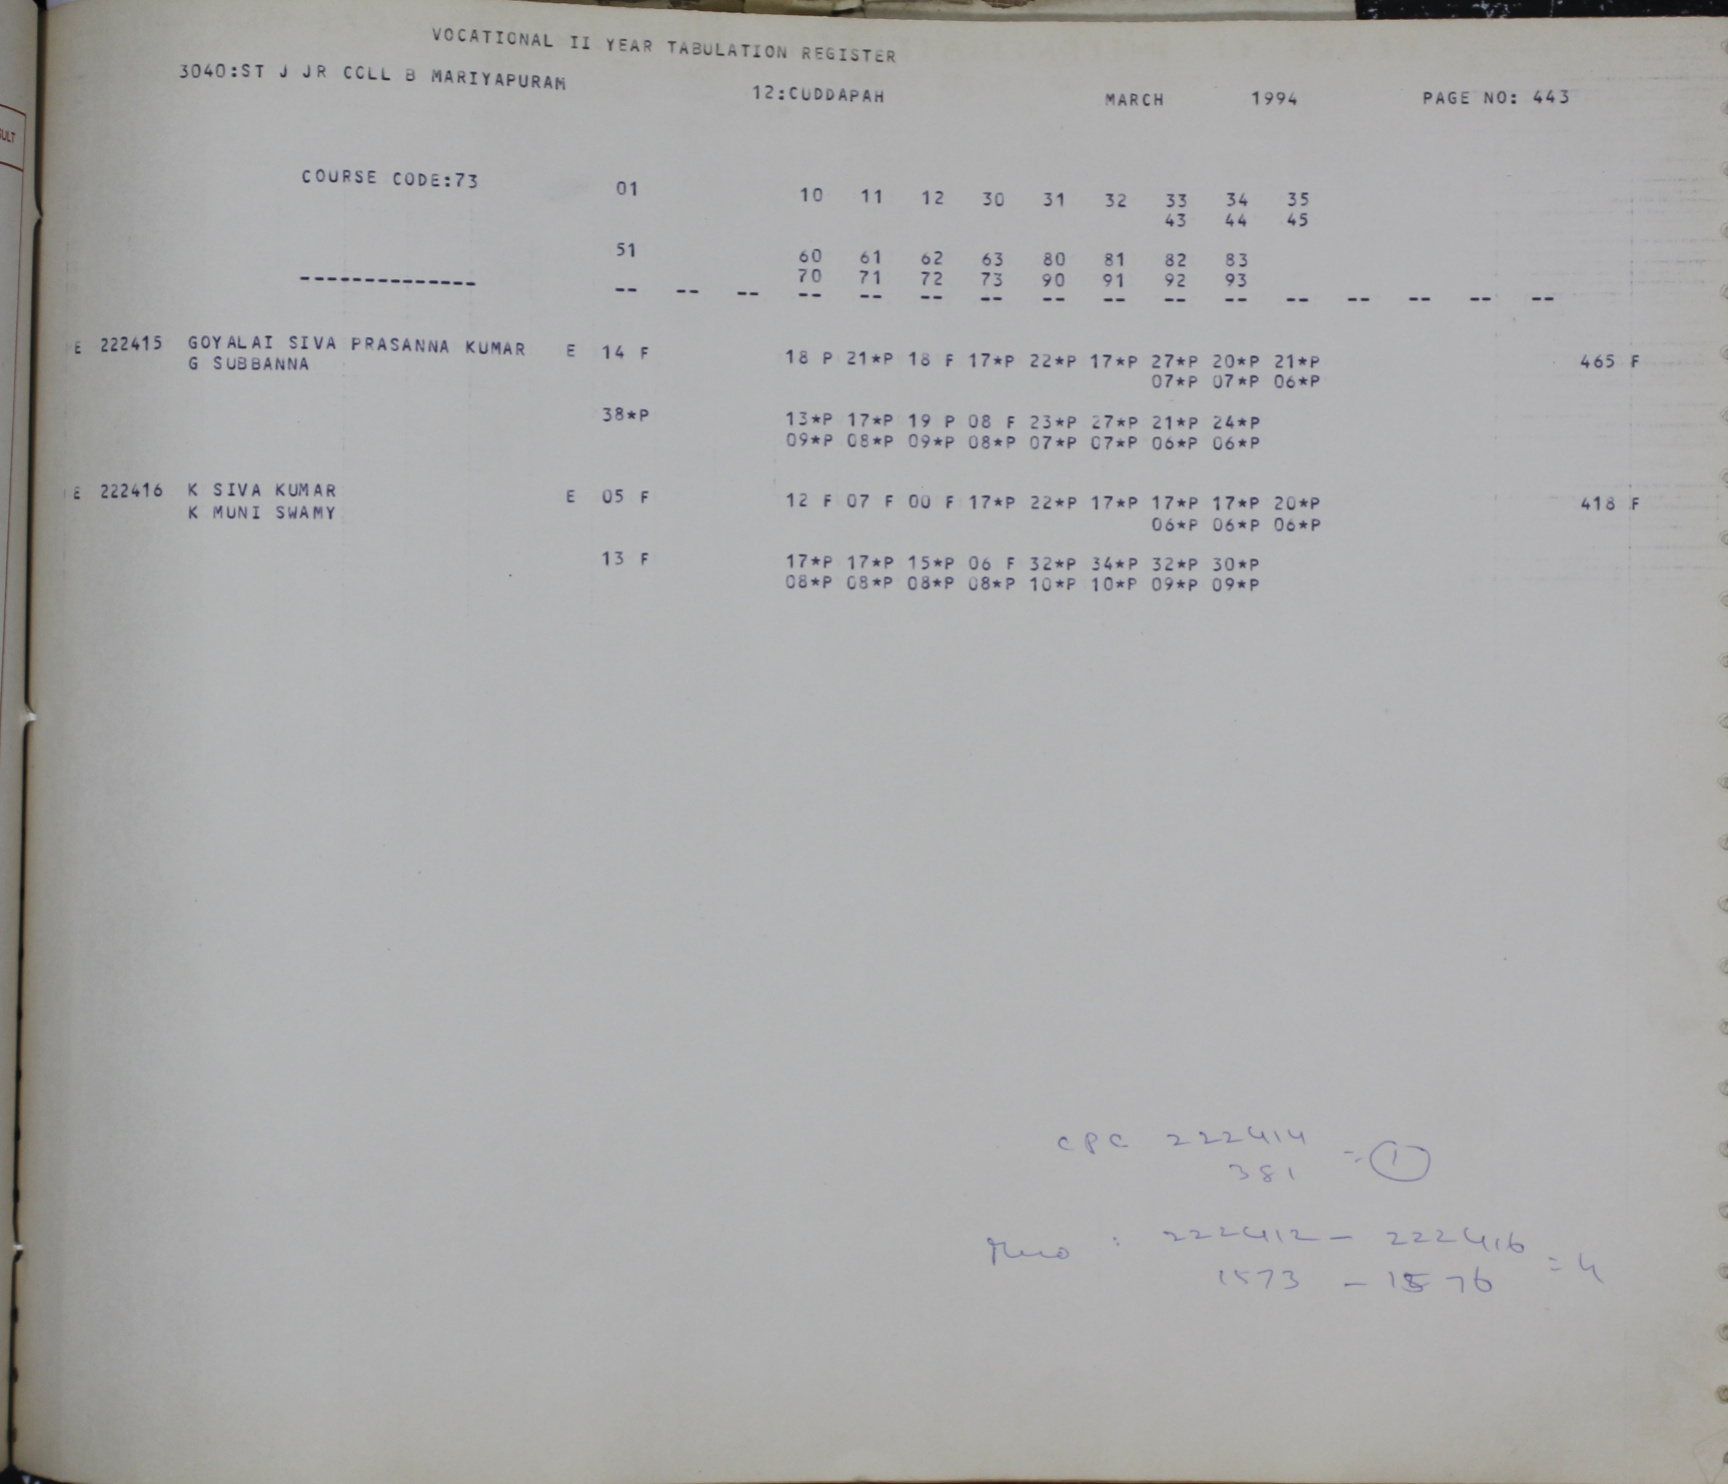 VOCATIONAL II YEAR TABULATION REGISTER
3040:ST J JR COLL B MARIYAPURAM 12:CUDDAPAH MARCH 1994 PAGE NO: 443
ULT
COURSE CODE:73 01 10 11 12 30 31 32 33 34 35
43 44 45
51 60 61 62 63 80 81 82 83
-------------- 70 71 72 73 90 91 92 93
-- -- -- -- -- -- -- -- -- -- -- -- -- -- -- --
E 222415 GOYALAI SIVA PRASANNA KUMAR E 14 F 18 P 21*P 18 F 17*P 22*P 17*P 27*P 20*P 21*P 465 F
G SUBBANNA 07*P 07*P 06*P
38*P 13*P 17*P 19 P 08 F 23*P 27*P 21*P 24*P
09*P 08*P 09*P 08*P 07*P 07*P 06*P 06*P
E 222416 K SIVA KUMAR E 05 F 12 F 07 F 00 F 17*P 22*P 17*P 17*P 17*P 20*P 418 F
K MUNI SWAMY 06*P 06*P 06*P
13 F 17*P 17*P 15*P 06 F 32*P 34*P 32*P 30*P
08*P 08*P 08*P 08*P 10*P 10*P 09*P 09*P
CPC 222414 = 1
381
: 222412 - 222416 = 4
1573 - 1576